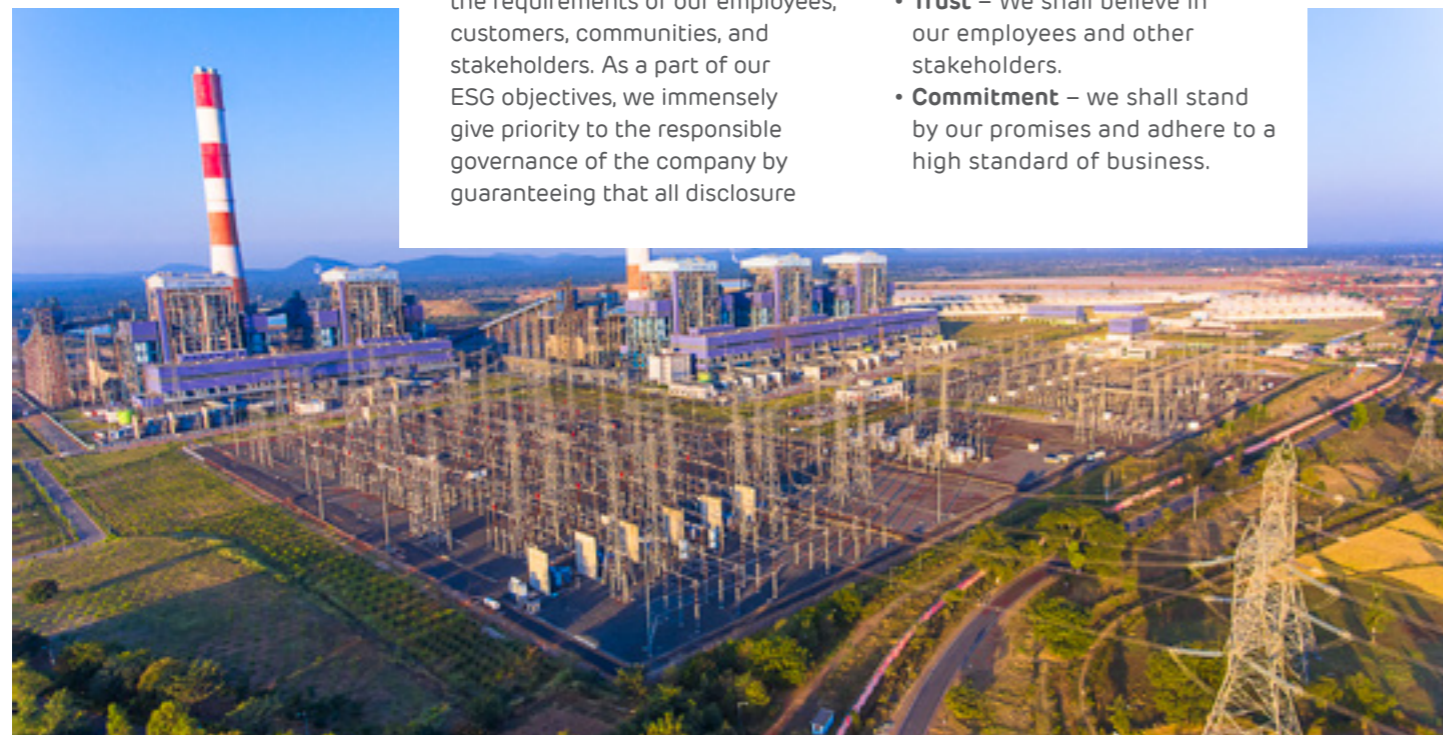 the requirements of our employees,
customers, communities, and
stakeholders. As a part of our
ESG objectives, we immensely
give priority to the responsible
governance of the company by
guaranteeing that all disclosure
• Trust – We shall believe in
our employees and other
stakeholders.
• Commitment – we shall stand
by our promises and adhere to a
high standard of business.